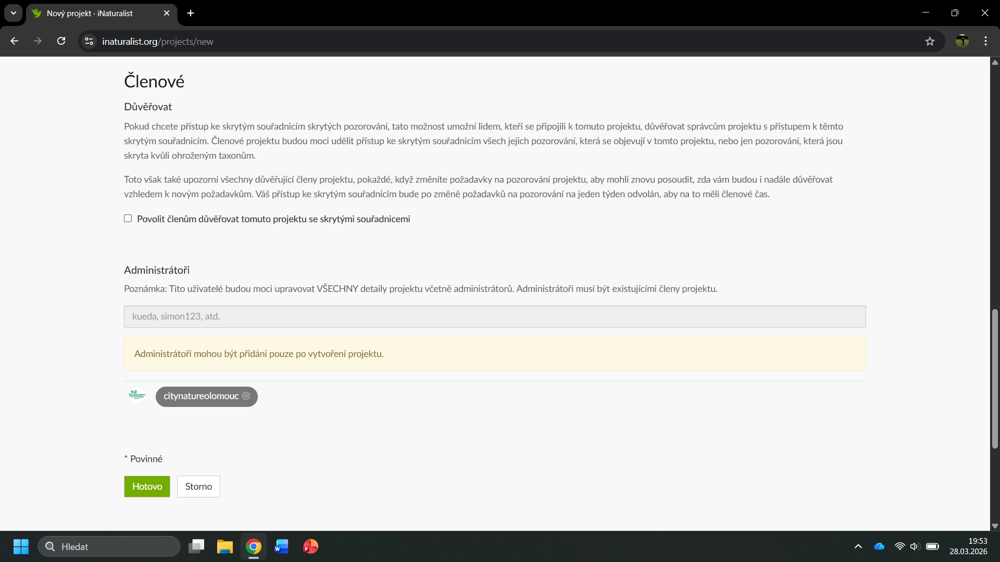 Nový projekt · iNaturalist
inaturalist.org/projects/new
Členové
Důvěřovat
Pokud chcete přístup ke skrytým souřadnicím skrytých pozorování, tato možnost umožní lidem, kteří se připojili k tomuto projektu, důvěřovat správcům projektu s přístupem k těmto
skrytým souřadnicím. Členové projektu budou moci udělit přístup ke skrytým souřadnicím všech jejich pozorování, která se objevují v tomto projektu, nebo jen pozorování, která jsou
skryta kvůli ohroženým taxonům.
Toto však také upozorní všechny důvěřující členy projektu, pokaždé, když změníte požadavky na pozorování projektu, aby mohli znovu posoudit, zda vám budou i nadále důvěřovat
vzhledem k novým požadavkům. Váš přístup ke skrytým souřadnicím bude po změně požadavků na pozorování na jeden týden odvolán, aby na to měli členové čas.
Povolit členům důvěřovat tomuto projektu se skrytými souřadnicemi
Administrátoři
Poznámka: Tito uživatelé budou moci upravovat VŠECHNY detaily projektu včetně administrátorů. Administrátoři musí být existujícími členy projektu.
kueda, simon123, atd.
Administrátoři mohou být přidáni pouze po vytvoření projektu.
citynatureolomouc
* Povinné
Hotovo Storno
Hledat
19:53
28.03.2026